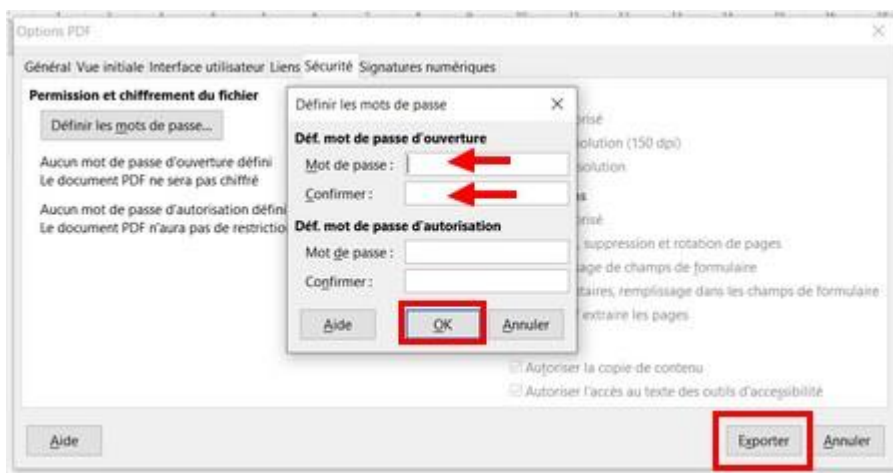 Options PDF
Général Vue initiale Interface utilisateur Liens Sécurité Signatures numériques
Permission et chiffrement du fichier
Définir les mots de passe...
Aucun mot de passe d'ouverture défini
Le document PDF ne sera pas chiffré
Aucun mot de passe d'autorisation défini
Le document PDF n'aura pas de restrictio
Définir les mots de passe
Déf. mot de passe d'ouverture
Mot de passe :
Confirmer :
Déf. mot de passe d'autorisation
Mot de passe :
Confirmer :
Aide OK Annuler
olution (150 dpi)
solution
, suppression et rotation de pages
age de champs de formulaire
taires, remplissage dans les champs de formulaire
extraire les pages
Autoriser la copie de contenu
Autoriser l'accès au texte des outils d'accessibilité
Aide
Exporter Annuler